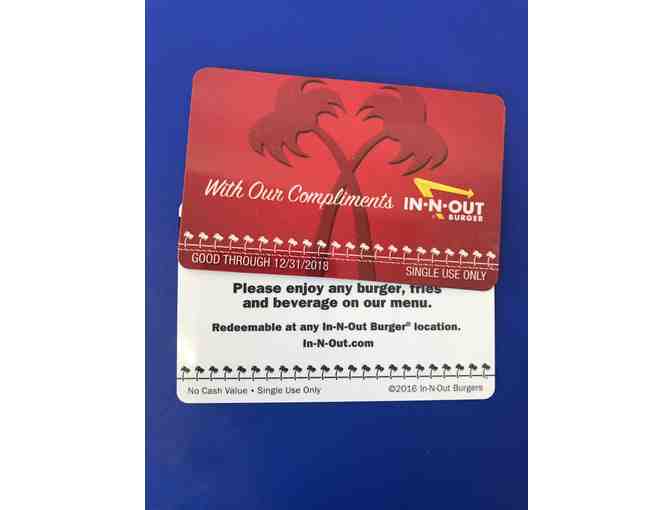 With Our Compliments
IN-N-OUT
BURGER
GOOD THROUGH 12/31/2018
SINGLE USE ONLY
Please enjoy any burger, fries
and beverage on our menu.
Redeemable at any In-N-Out Burger® location.
In-N-Out.com
No Cash Value • Single Use Only
©2016 In-N-Out Burgers